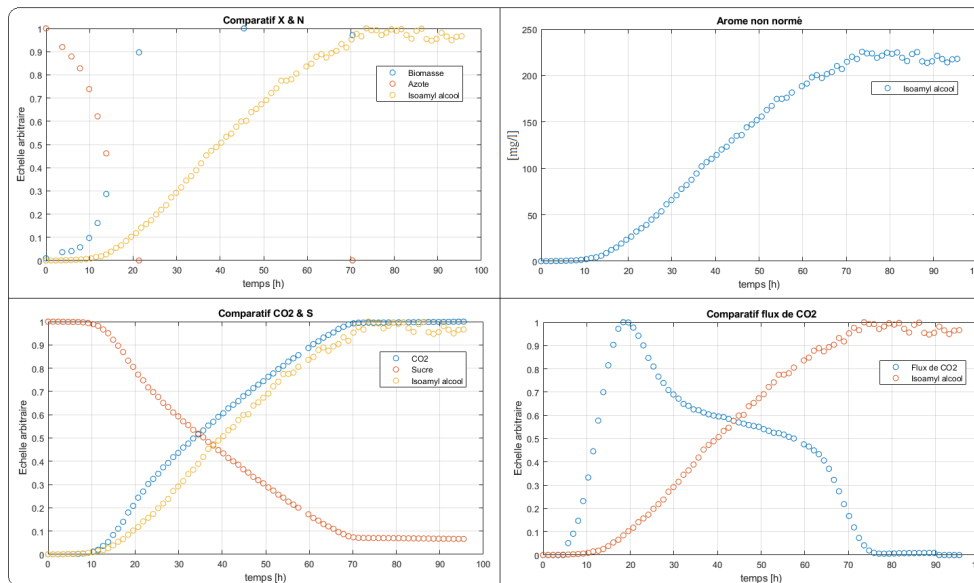 Comparatif X & N
Echelle arbitraire
1
0.9
0.8
0.7
0.6
0.5
0.4
0.3
0.2
0.1
0
0 10 20 30 40 50 60 70 80 90 100
temps [h]
Biomasse
Azote
Isoamyl alcool
Arome non normé
[mg/l]
250
200
150
100
50
0
0 10 20 30 40 50 60 70 80 90 100
temps [h]
Isoamyl alcool
Comparatif CO2 & S
Echelle arbitraire
1
0.9
0.8
0.7
0.6
0.5
0.4
0.3
0.2
0.1
0
0 10 20 30 40 50 60 70 80 90 100
temps [h]
CO2
Sucre
Isoamyl alcool
Comparatif flux de CO2
Echelle arbitraire
1
0.9
0.8
0.7
0.6
0.5
0.4
0.3
0.2
0.1
0
0 10 20 30 40 50 60 70 80 90 100
temps [h]
Flux de CO2
Isoamyl alcool